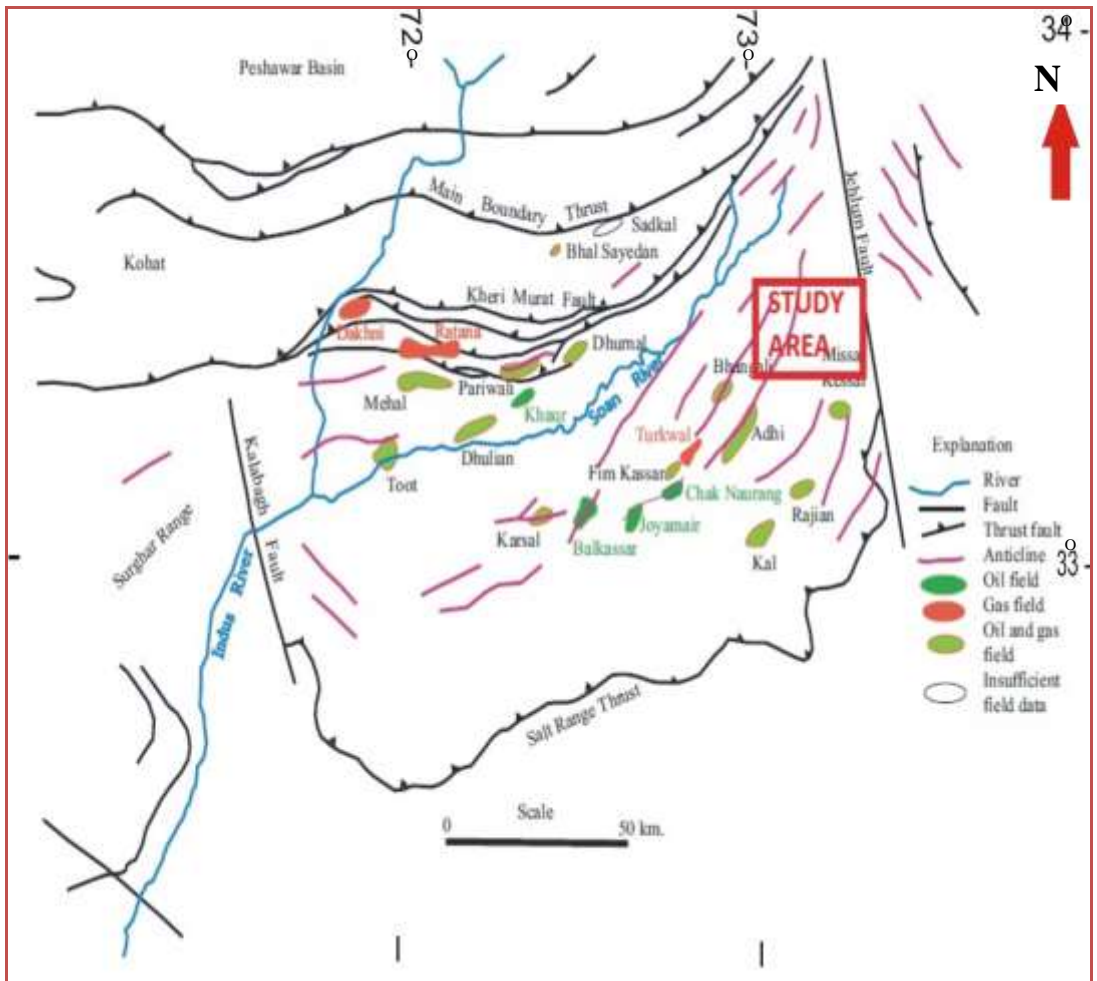 72
o
73
o
34
o
N
Peshawar Basin
Main Boundary Thrust
Sadkal
Bhal Sayedan
Jehlum Fault
Kohat
Kheri Murat Fault
STUDY
AREA
Dakhni
Ratana
Dhurnal
Missa
Keswal
Bhangali
Pariwali
Mehal
Khaur
Soan River
Turkwal
Adhi
Dhulian
Toot
Fim Kassar
Chak Naurang
Rajian
Karsal
Joyamair
Balkassar
Kal
Kalabagh
Fault
Surghar Range
Indus River
Salt Range Thrust
Explanation
River
Fault
Thrust fault
Anticline
Oil field
Gas field
Oil and gas
field
Insufficient
field data
o
33
Scale
0
50 km.